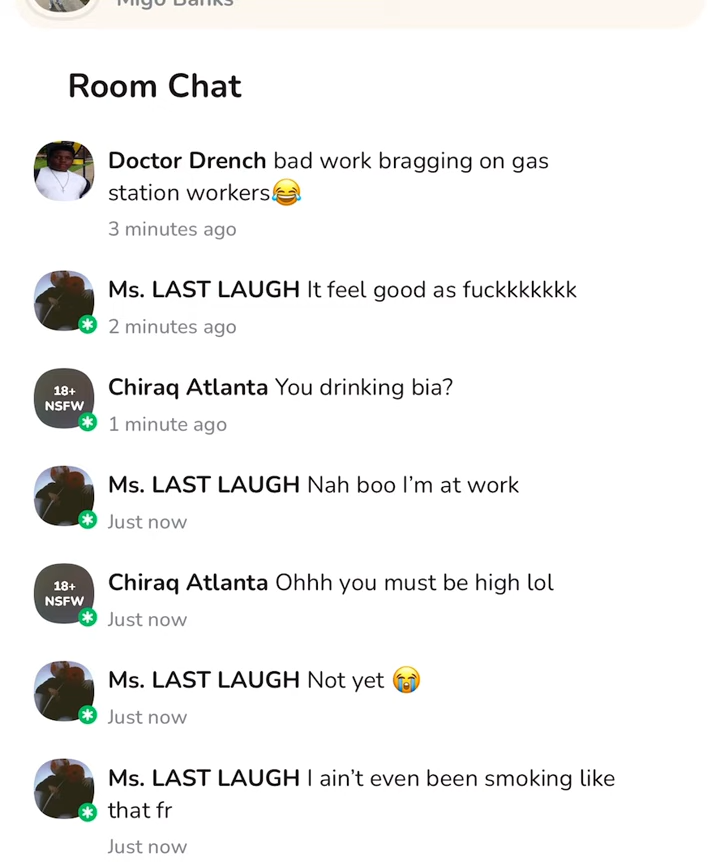 Migo Banks
Room Chat
Doctor Drench bad work bragging on gas
station workers😂
3 minutes ago
Ms. LAST LAUGH It feel good as fuckkkkkkk
2 minutes ago
18+
NSFW
Chiraq Atlanta You drinking bia?
1 minute ago
Ms. LAST LAUGH Nah boo I’m at work
Just now
18+
NSFW
Chiraq Atlanta Ohhh you must be high lol
Just now
Ms. LAST LAUGH Not yet 😭
Just now
Ms. LAST LAUGH I ain’t even been smoking like
that fr
Just now